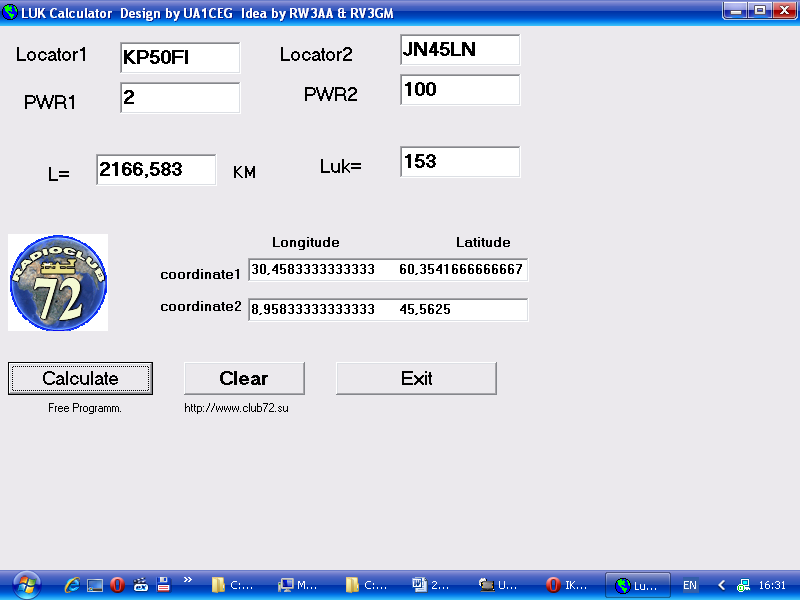 LUK Calculator Design by UA1CEG Idea by RW3AA & RV3GM
Locator1 KP50FI Locator2 JN45LN
PWR1 2 PWR2 100
L= 2166,583 KM Luk= 153
Longitude Latitude
RADIOCLUB
72
coordinate1 30,4583333333333 60,3541666666667
coordinate2 8,95833333333333 45,5625
Calculate Clear Exit
Free Programm. http://www.club72.su
C:... M... C:... 2... U... IK... Lu... EN 16:31